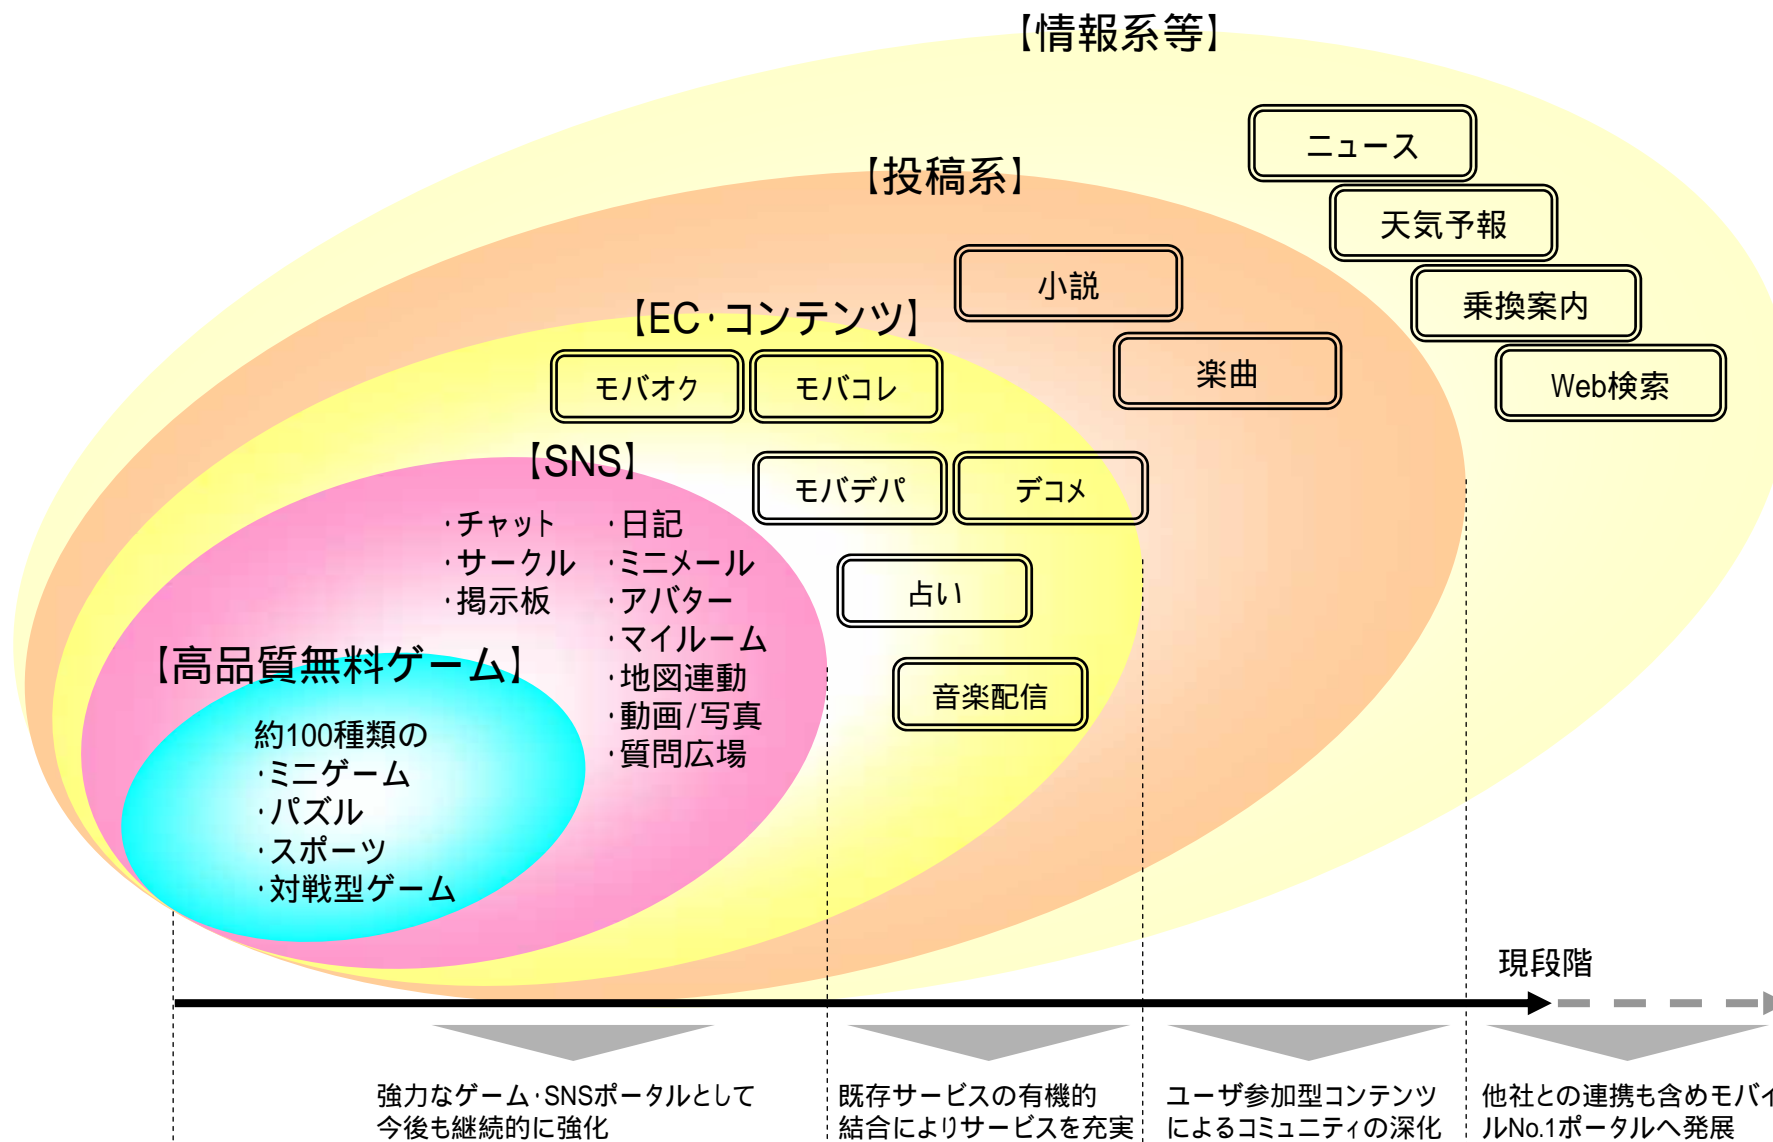 【情報系等】
ニュース
天気予報
乗換案内
Web検索
【投稿系】
小説
楽曲
【EC・コンテンツ】
モバオク
モバコレ
モバデパ
デコメ
占い
音楽配信
【SNS】
・チャット
・サークル
・掲示板
・日記
・ミニメール
・アバター
・マイルーム
・地図連動
・動画/写真
・質問広場
【高品質無料ゲーム】
約100種類の
・ミニゲーム
・パズル
・スポーツ
・対戦型ゲーム
現段階
強力なゲーム・SNSポータルとして
今後も継続的に強化
既存サービスの有機的
結合によりサービスを充実
ユーザ参加型コンテンツ
によるコミュニティの深化
他社との連携も含めモバイ
ルNo.1ポータルへ発展